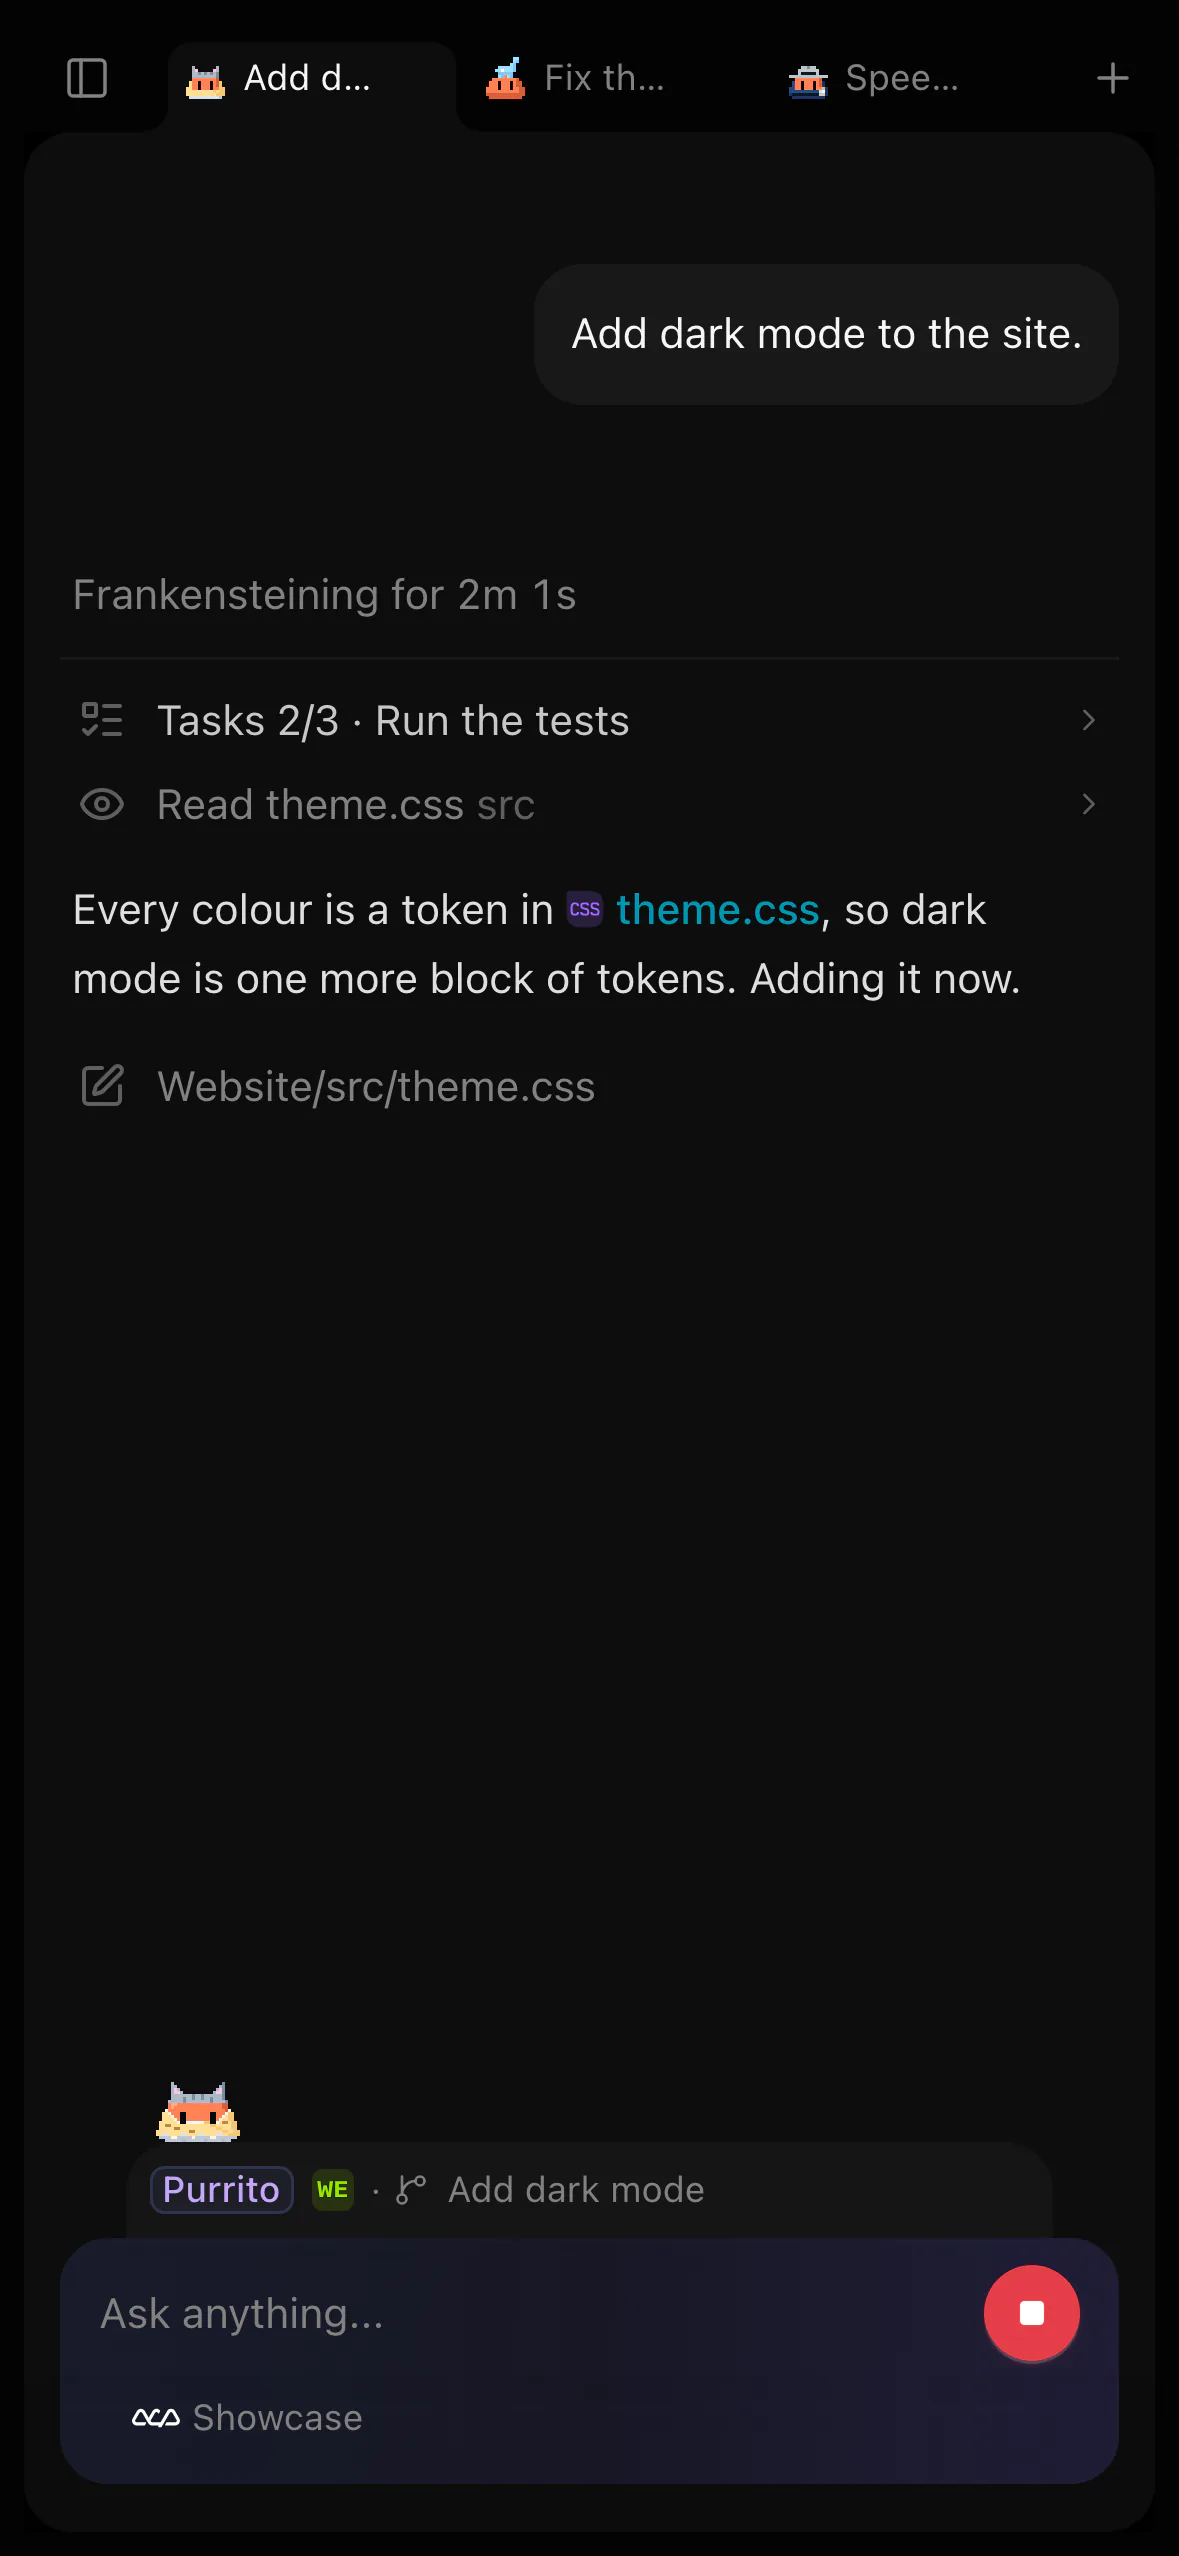 Add d...
Fix th...
Spee...
Add dark mode to the site.
Frankensteining for 2m 1s
Tasks 2/3 · Run the tests
Read theme.css src
Every colour is a token in CSS theme.css, so dark
mode is one more block of tokens. Adding it now.
Website/src/theme.css
Purrito WE · Add dark mode
Ask anything...
Showcase